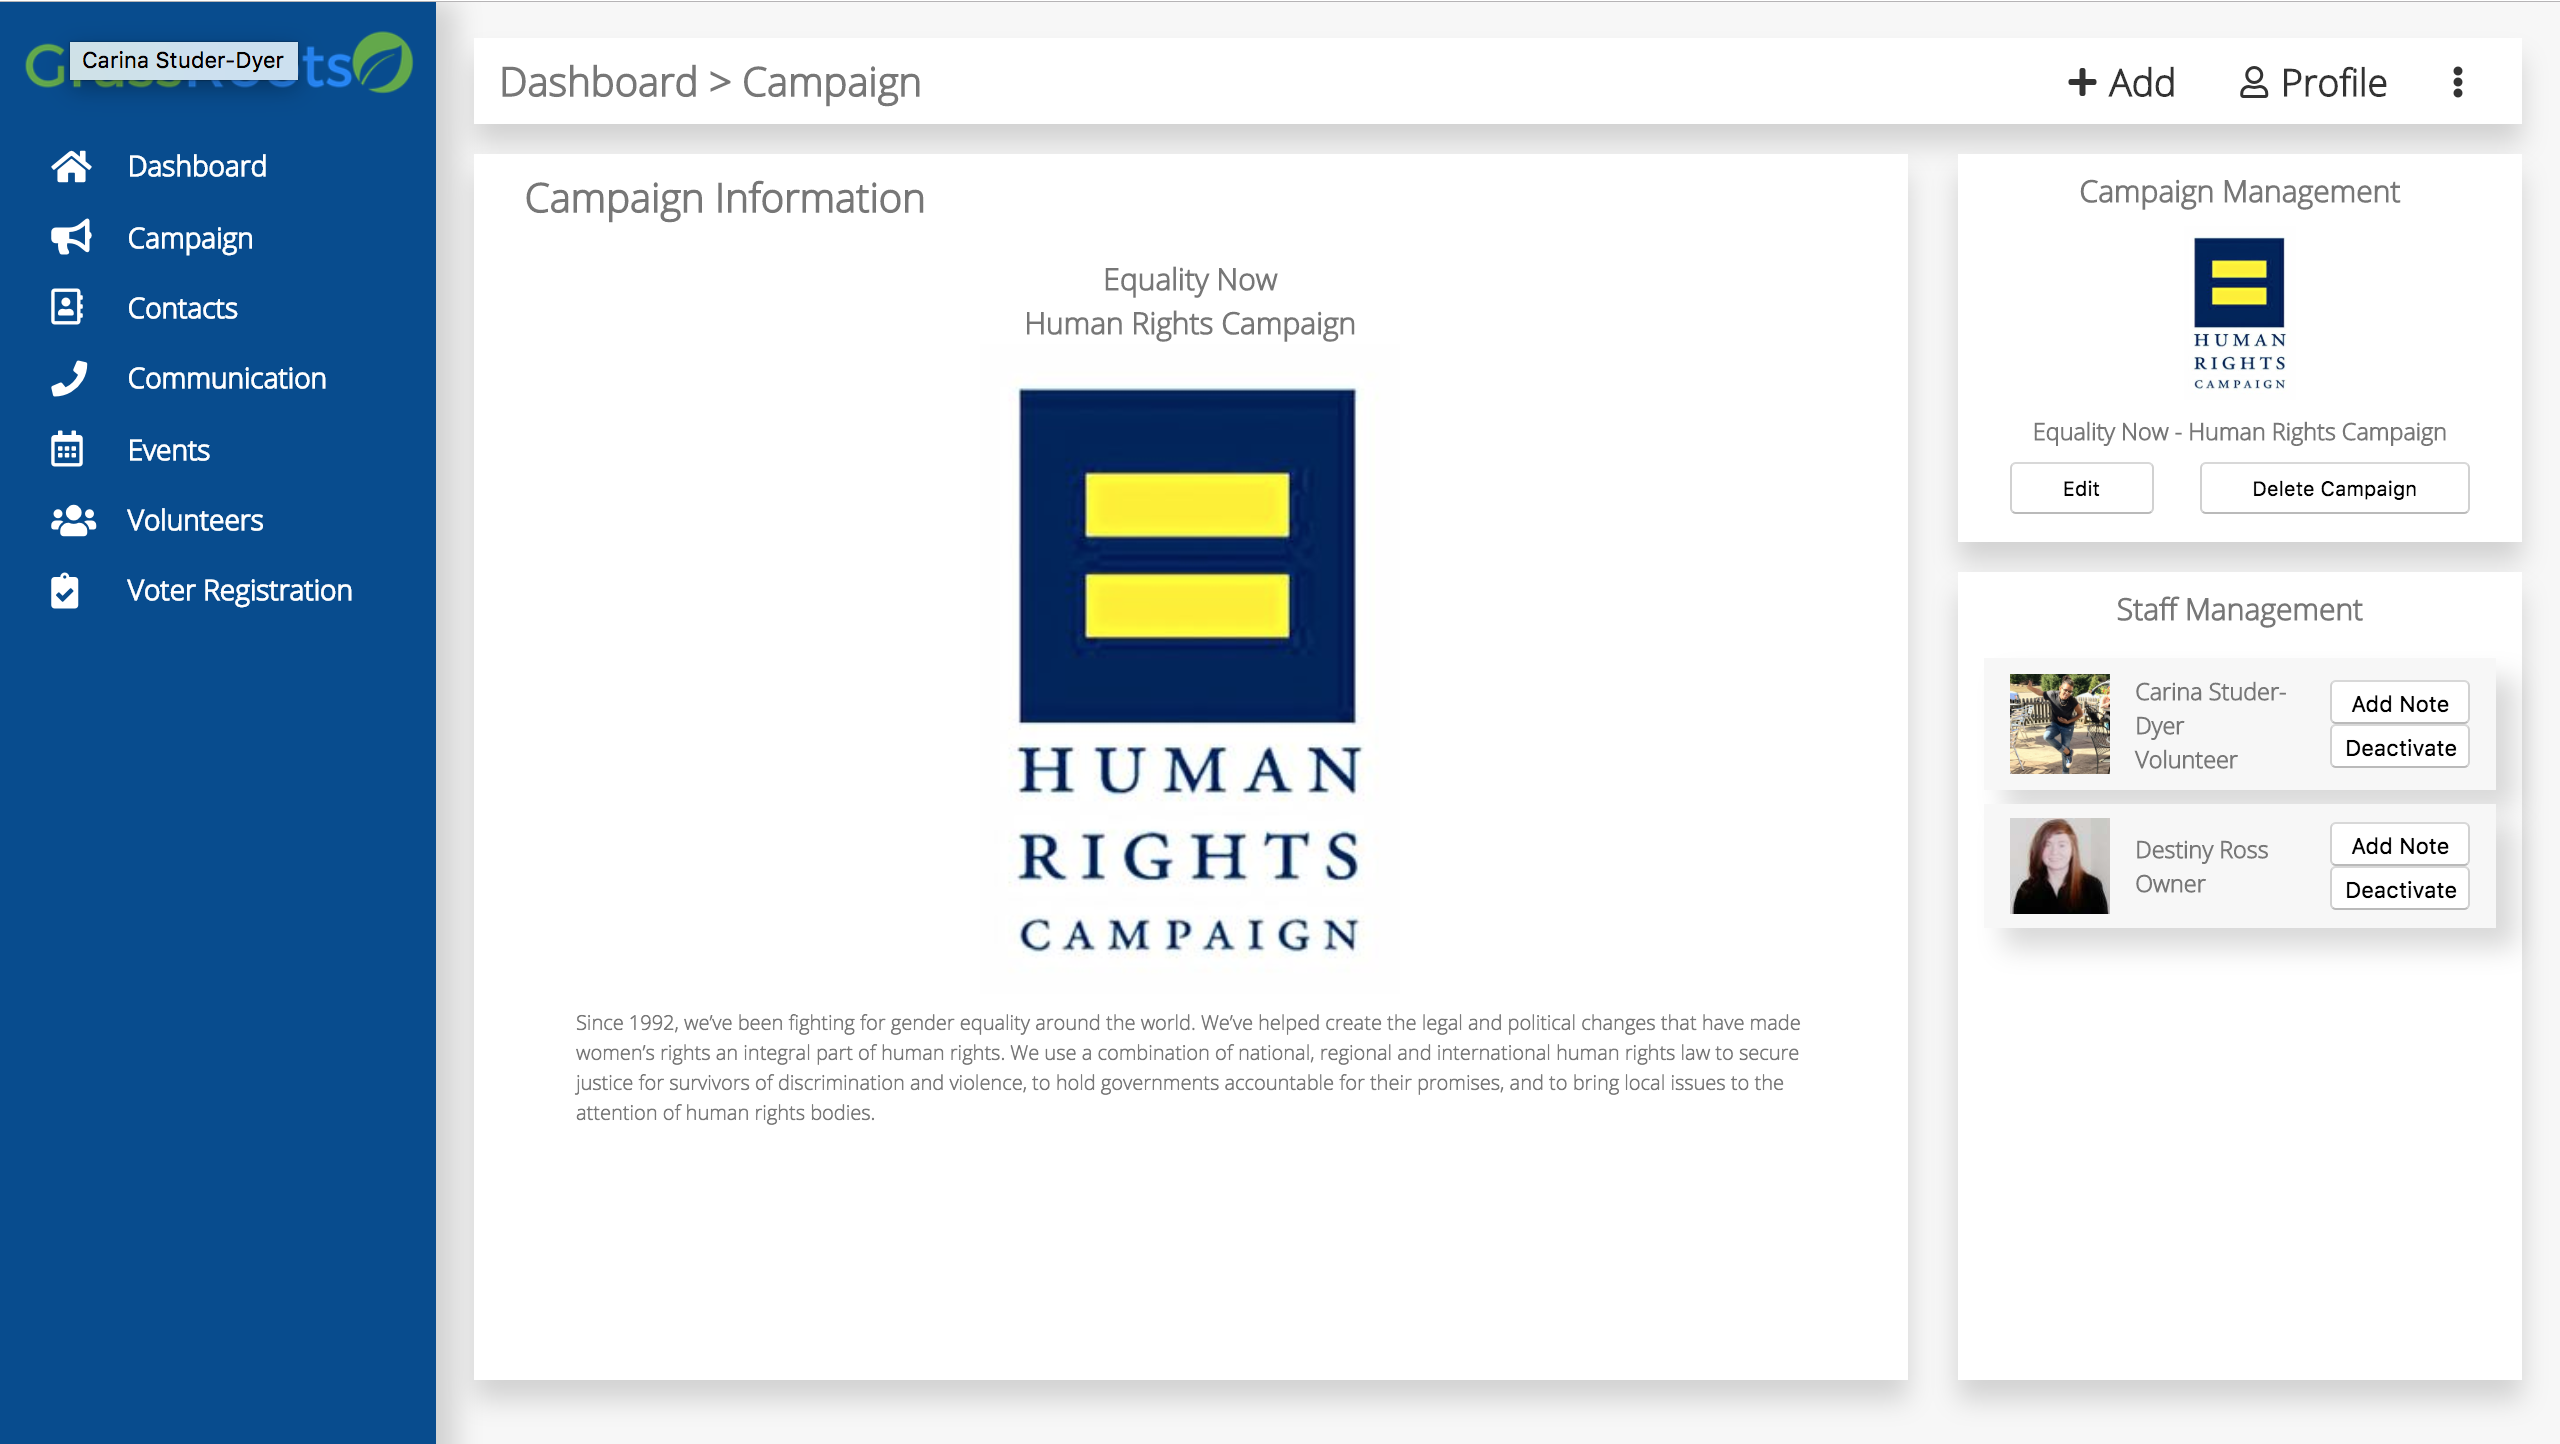 Carina Studer-Dyer
G ts
Dashboard
Campaign
Contacts
Communication
Events
Volunteers
Voter Registration
Dashboard > Campaign
Add
Profile
Campaign Information
Equality Now
Human Rights Campaign
HUMAN
RIGHTS
CAMPAIGN
Since 1992, we’ve been fighting for gender equality around the world. We’ve helped create the legal and political changes that have made
women’s rights an integral part of human rights. We use a combination of national, regional and international human rights law to secure
justice for survivors of discrimination and violence, to hold governments accountable for their promises, and to bring local issues to the
attention of human rights bodies.
Campaign Management
HUMAN
RIGHTS
CAMPAIGN
Equality Now - Human Rights Campaign
Edit
Delete Campaign
Staff Management
Carina Studer-
Dyer
Volunteer
Add Note
Deactivate
Destiny Ross
Owner
Add Note
Deactivate